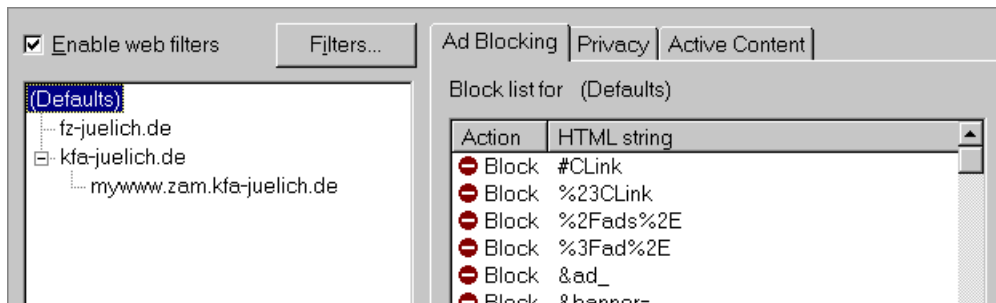 Enable web filters
Filters...
(Defaults)
fz-juelich.de
kfa-juelich.de
mywww.zam.kfa-juelich.de
Ad Blocking
Privacy
Active Content
Block list for (Defaults)
Action HTML string
Block #CLink
Block %23CLink
Block %2Fads%2E
Block %3Fad%2E
Block &ad_
Block &banner=